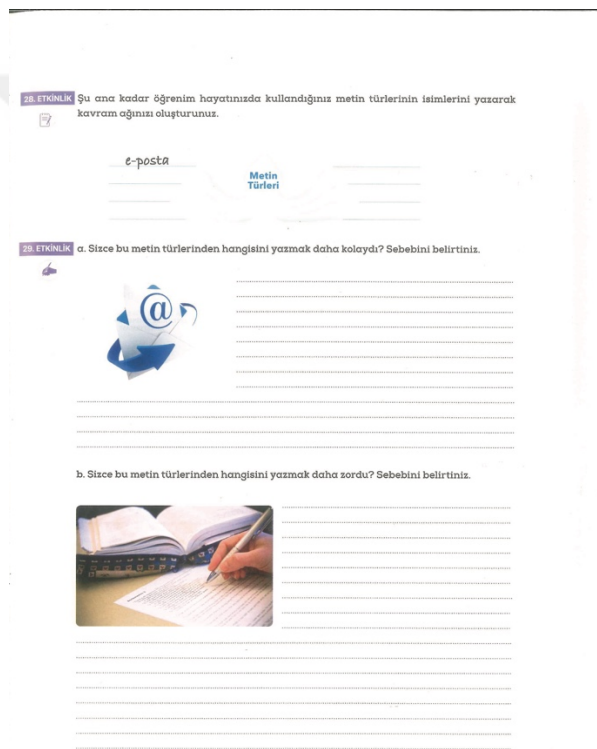 28. ETKİNLİK Şu ana kadar öğrenim hayatınızda kullandığınız metin türlerinin isimlerini yazarak
kavram ağınızı oluşturunuz.
e-posta
Metin
Türleri
29. ETKİNLİK a. Sizce bu metin türlerinden hangisini yazmak daha kolaydı? Sebebini belirtiniz.
@
b. Sizce bu metin türlerinden hangisini yazmak daha zordu? Sebebini belirtiniz.